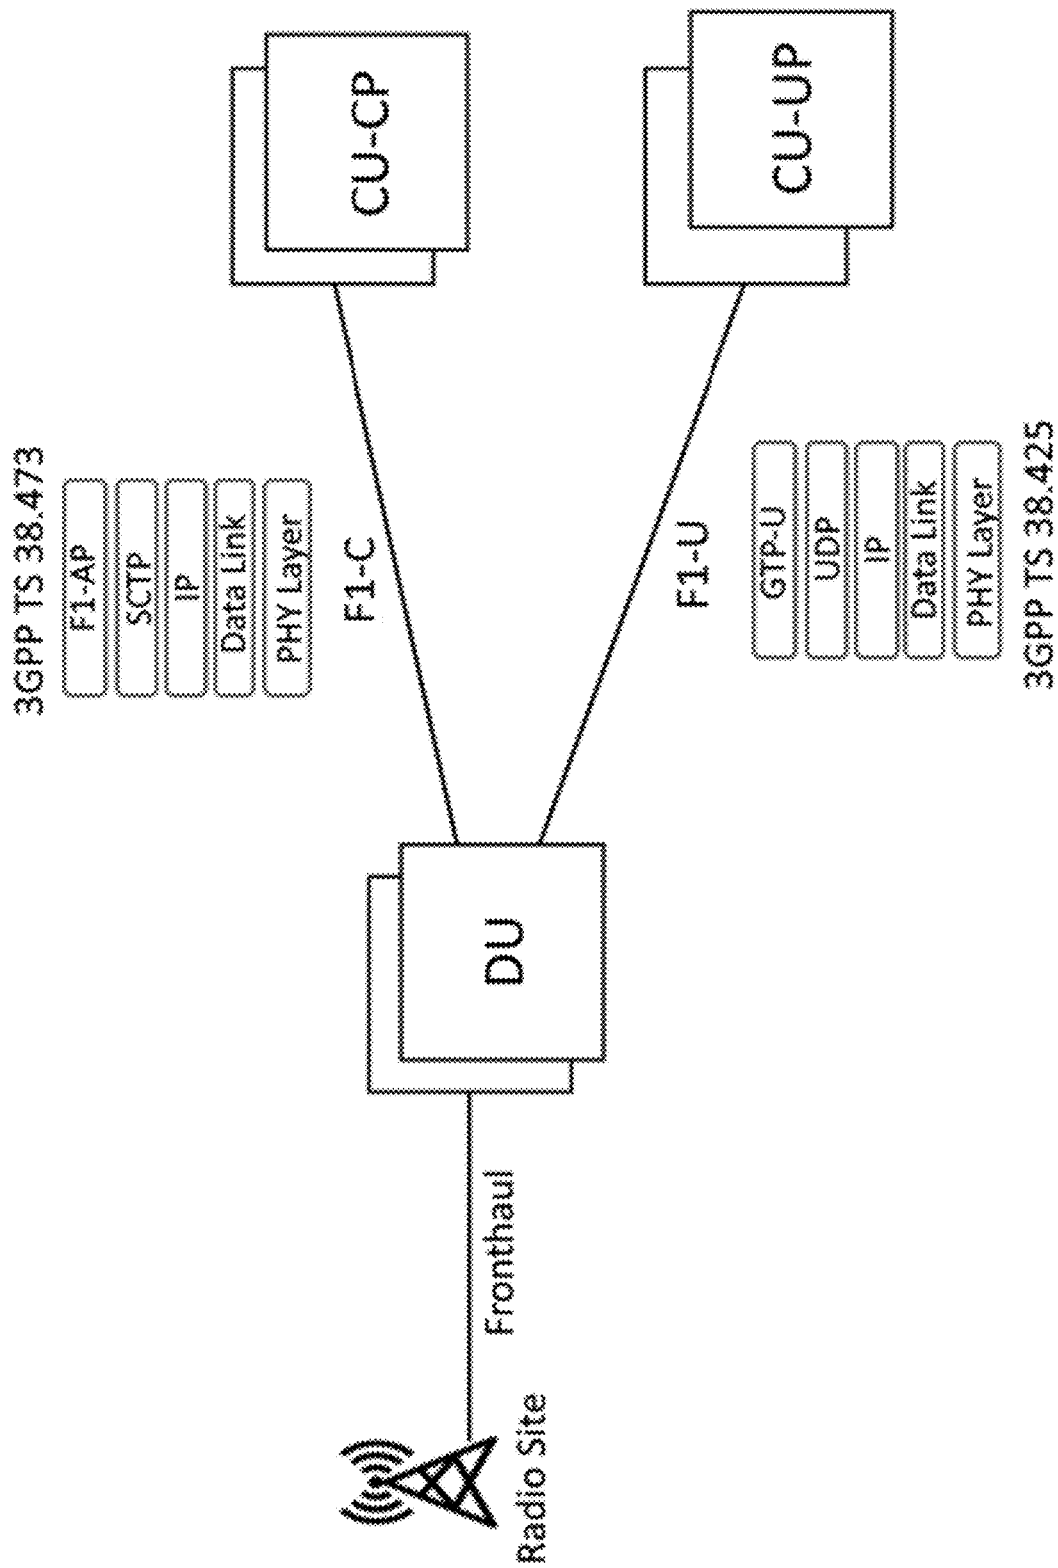 3GPP TS 38.473
F1-AP
SCTP
IP
Data Link
PHY Layer
F1-C
CU-CP
Radio Site
Fronthaul
DU
F1-U
CU-UP
GTP-U
UDP
IP
Data Link
PHY Layer
3GPP TS 38.425